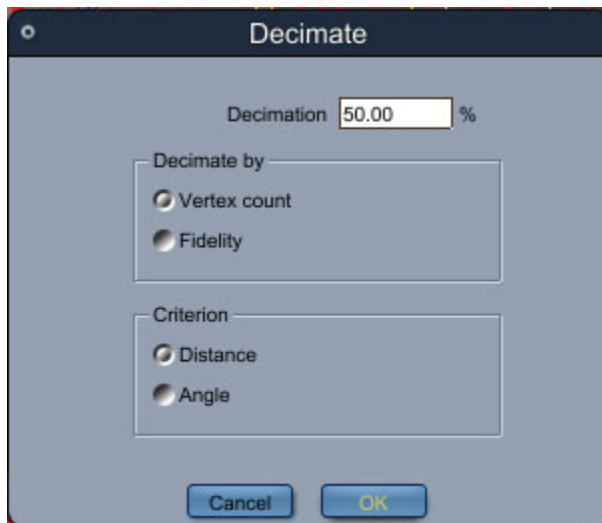 Decimate
Decimation 50.00 %
Decimate by
Vertex count
Fidelity
Criterion
Distance
Angle
Cancel OK